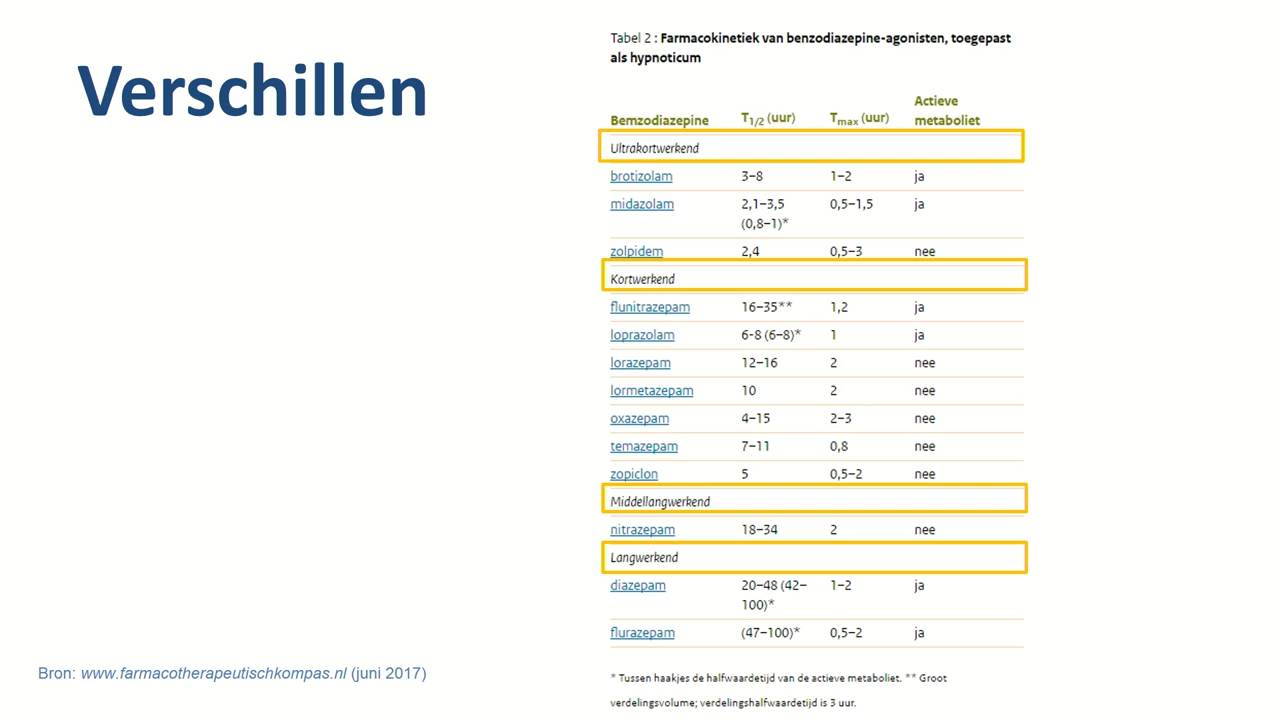 Verschillen
Tabel 2 : Farmacokinetiek van benzodiazepine-agonisten, toegepast
als hypnoticum
Bemzodiazepine T1/2 (uur) Tmax (uur) Actieve metaboliet
Ultrakortwerkend
brotizolam 3–8 1–2 ja
midazolam 2,1–3,5 (0,8–1)* 0,5–1,5 ja
zolpidem 2,4 0,5–3 nee
Kortwerkend
flunitrazepam 16–35** 1,2 ja
loprazolam 6-8 (6–8)* 1 ja
lorazepam 12–16 2 nee
lormetazepam 10 2 nee
oxazepam 4–15 2–3 nee
temazepam 7–11 0,8 nee
zopiclon 5 0,5–2 nee
Middellangwerkend
nitrazepam 18–34 2 nee
Langwerkend
diazepam 20–48 (42–100)* 1–2 ja
flurazepam (47–100)* 0,5–2 ja
* Tussen haakjes de halfwaardetijd van de actieve metaboliet. ** Groot
verdelingsvolume; verdelingshalfwaardetijd is 3 uur.
Bron: www.farmacotherapeutischkompas.nl (juni 2017)